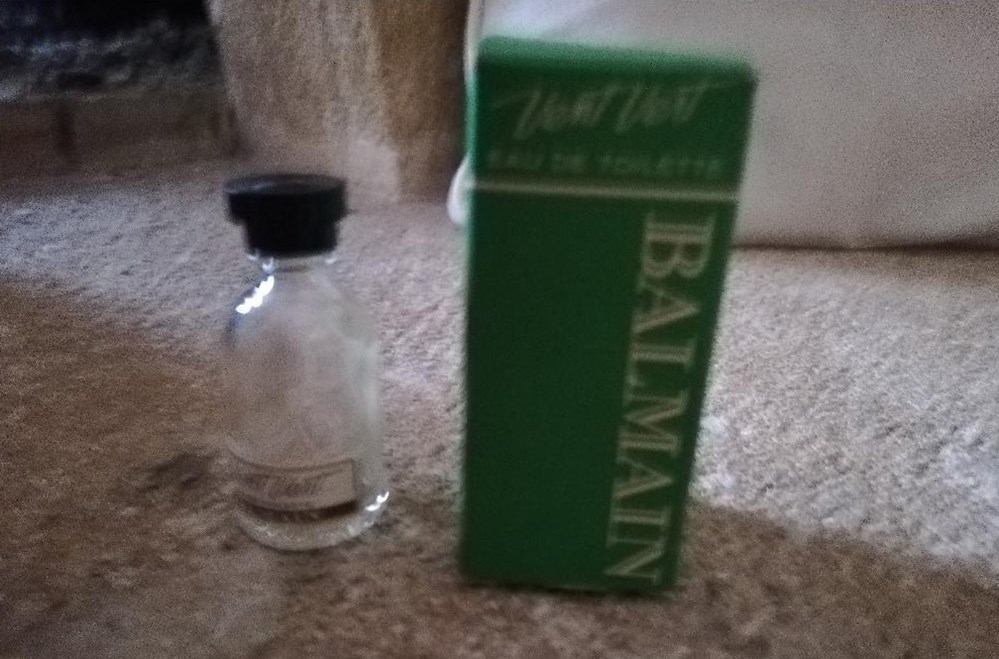 Vent Vert
EAU DE TOILETTE
BALMAIN